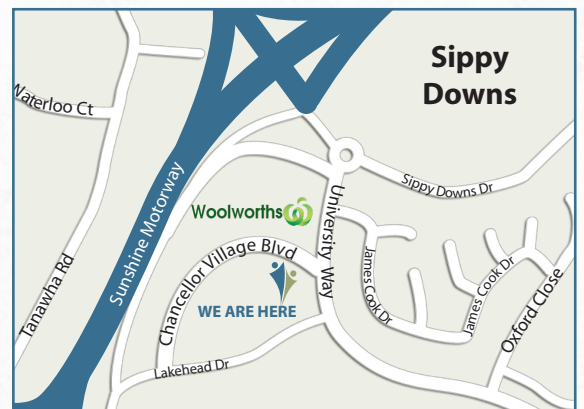 Sippy
Downs
Waterloo Ct
Sippy Downs Dr
Woolworths
University Way
Sunshine Motorway
Chancellor Village Blvd
James Cook Dr
James Cook Dr
Tanawha Rd
Oxford Close
WE ARE HERE
Lakehead Dr